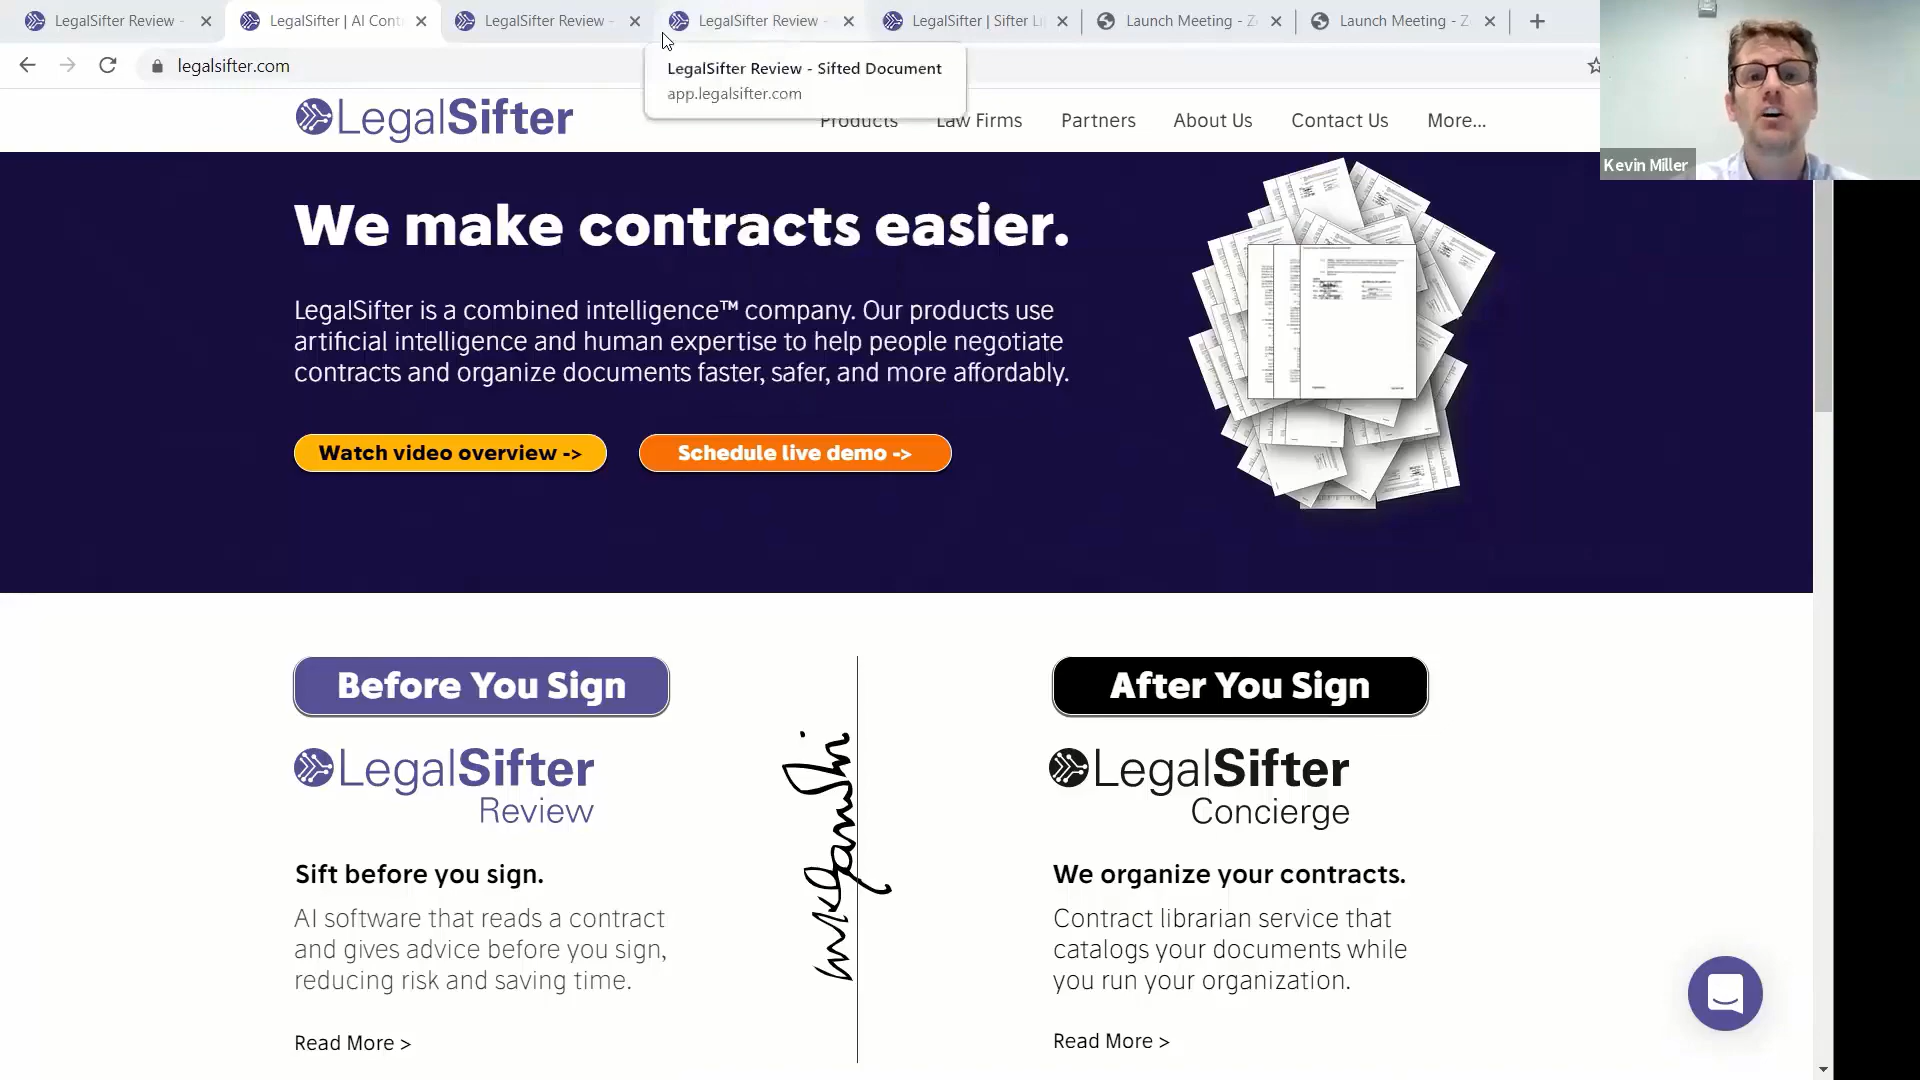 LegalSifter Review -
LegalSifter | AI Cont
LegalSifter Review -
LegalSifter Review -
LegalSifter | Sifter Li
Launch Meeting - Z
Launch Meeting - Z
legalsifter.com
LegalSifter Review - Sifted Document
app.legalsifter.com
LegalSifter
Products
Law Firms
Partners
About Us
Contact Us
More...
Kevin Miller
We make contracts easier.
LegalSifter is a combined intelligence™ company. Our products use
artificial intelligence and human expertise to help people negotiate
contracts and organize documents faster, safer, and more affordably.
Watch video overview ->
Schedule live demo ->
Before You Sign
LegalSifter
Review
Sift before you sign.
AI software that reads a contract
and gives advice before you sign,
reducing risk and saving time.
Read More >
After You Sign
LegalSifter
Concierge
We organize your contracts.
Contract librarian service that
catalogs your documents while
you run your organization.
Read More >